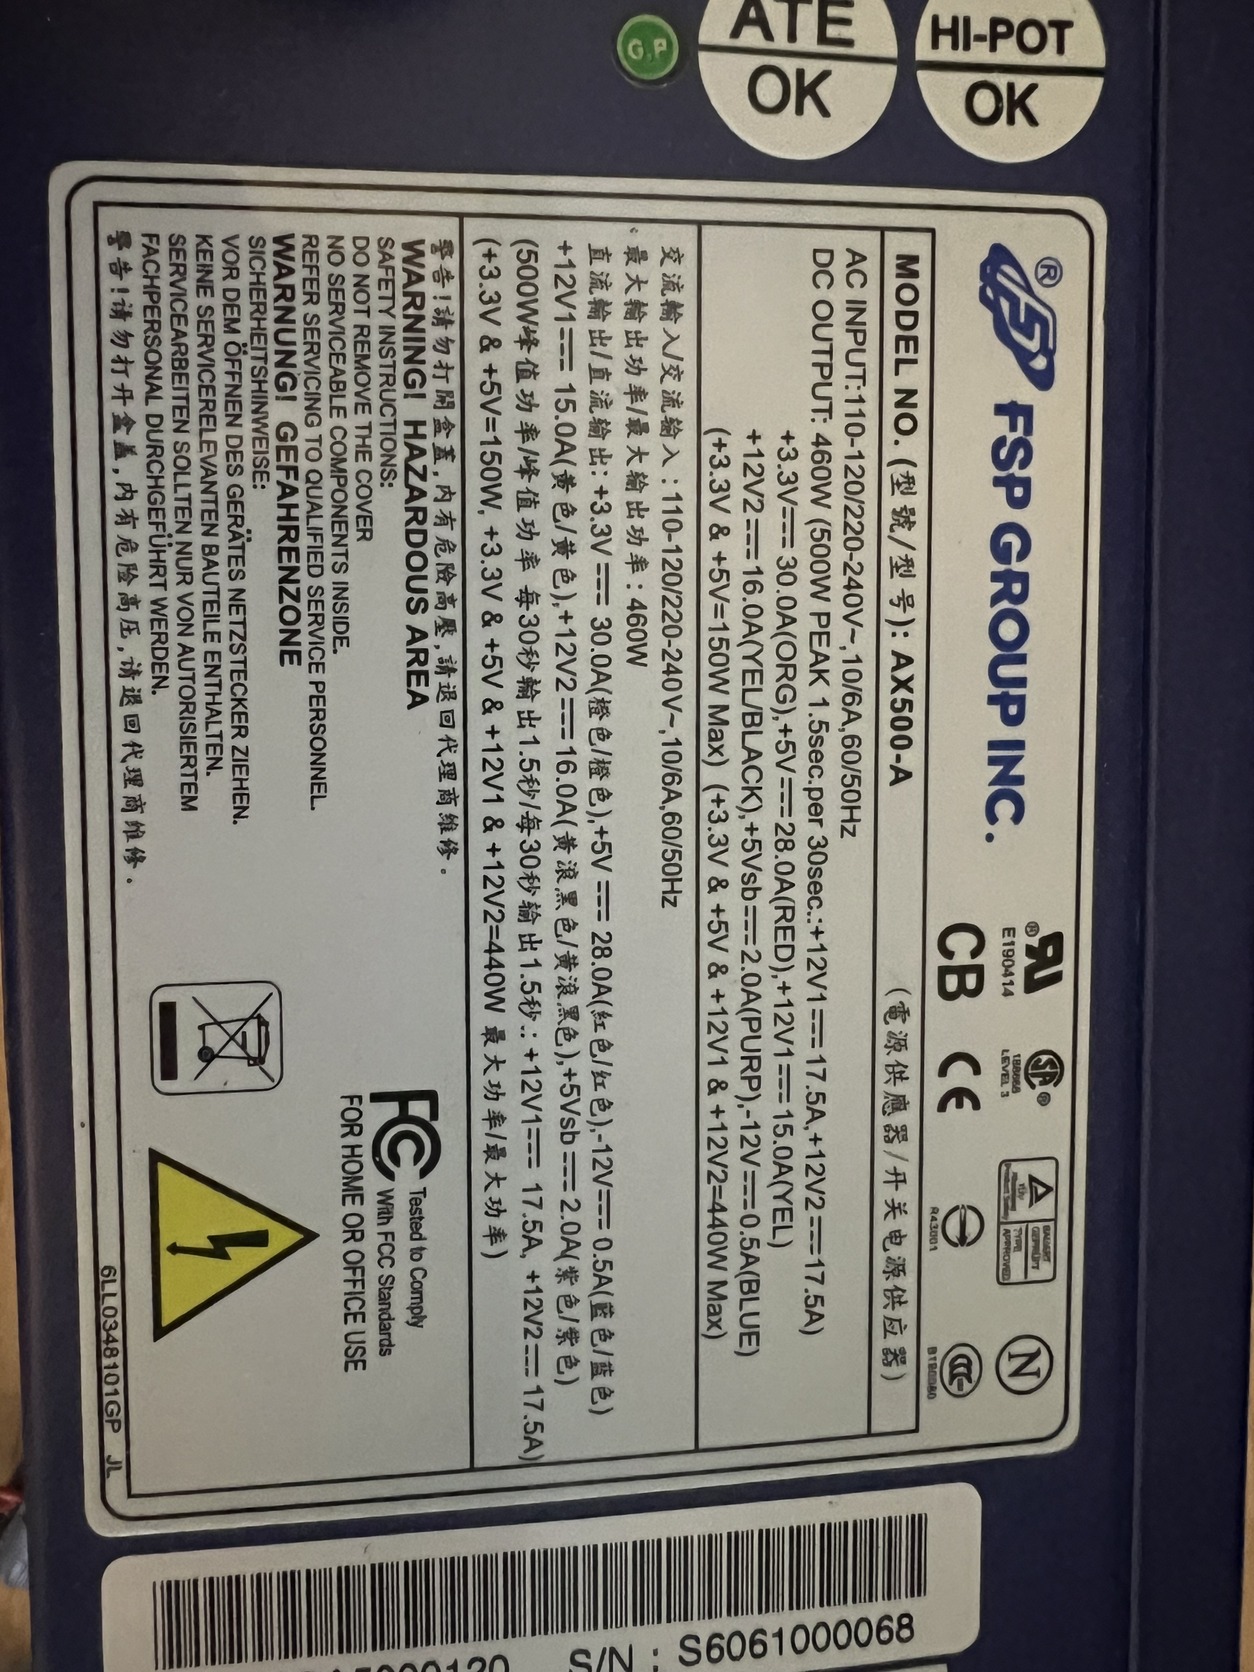 G.P
ATE
OK
HI-POT
OK
FSP GROUP INC.
®
E190414
®
SA®
188668
LEVEL 3
TÜV
TYPE
APPROVED
N
CB
CE
R43001
CCC
MODEL NO. (型號/型号): AX500-A
(電源供應器/开关电源供应器)
AC INPUT:110-120/220-240V~,10/6A,60/50Hz
DC OUTPUT: 460W (500W PEAK 1.5sec.per 30sec.:+12V1⎓17.5A,+12V2⎓17.5A)
+3.3V⎓30.0A(ORG),+5V⎓28.0A(RED),+12V1⎓15.0A(YEL)
+12V2⎓16.0A(YEL/BLACK),+5Vsb⎓2.0A(PURP),-12V⎓0.5A(BLUE)
(+3.3V & +5V=150W Max) (+3.3V & +5V & +12V1 & +12V2=440W Max)
交流輸入/交流输入:110-120/220-240V~,10/6A,60/50Hz
最大輸出功率/最大输出功率:460W
直流輸出/直流输出: +3.3V⎓30.0A(橙色/橙色),+5V⎓28.0A(紅色/红色),-12V⎓0.5A(藍色/蓝色)
+12V1⎓15.0A(黃色/黄色),+12V2⎓16.0A(黃滾黑色/黄滚黑色),+5Vsb⎓2.0A(紫色/紫色)
(500W峰值功率/峰值功率 每30秒輸出1.5秒/每30秒输出1.5秒.: +12V1⎓17.5A, +12V2⎓17.5A)
(+3.3V & +5V=150W, +3.3V & +5V & +12V1 & +12V2=440W 最大功率/最大功率)
警告!請勿打開盒蓋,內有危險高壓,請退回代理商維修.
WARNING! HAZARDOUS AREA
SAFETY INSTRUCTIONS:
DO NOT REMOVE THE COVER
NO SERVICEABLE COMPONENTS INSIDE.
REFER SERVICING TO QUALIFIED SERVICE PERSONNEL.
WARNUNG! GEFAHRENZONE
SICHERHEITSHINWEISE:
VOR DEM ÖFFNEN DES GERÄTES NETZSTECKER ZIEHEN.
KEINE SERVICERELEVANTEN BAUTEILE ENTHALTEN.
SERVICEARBEITEN SOLLTEN NUR VON AUTORISIERTEM
FACHPERSONAL DURCHGEFÜHRT WERDEN.
警告!请勿打开盒盖,内有危险高压,请退回代理商维修.
FC Tested to Comply
With FCC Standards
FOR HOME OR OFFICE USE
6LL0348101GP JL
S/N : S6061000068